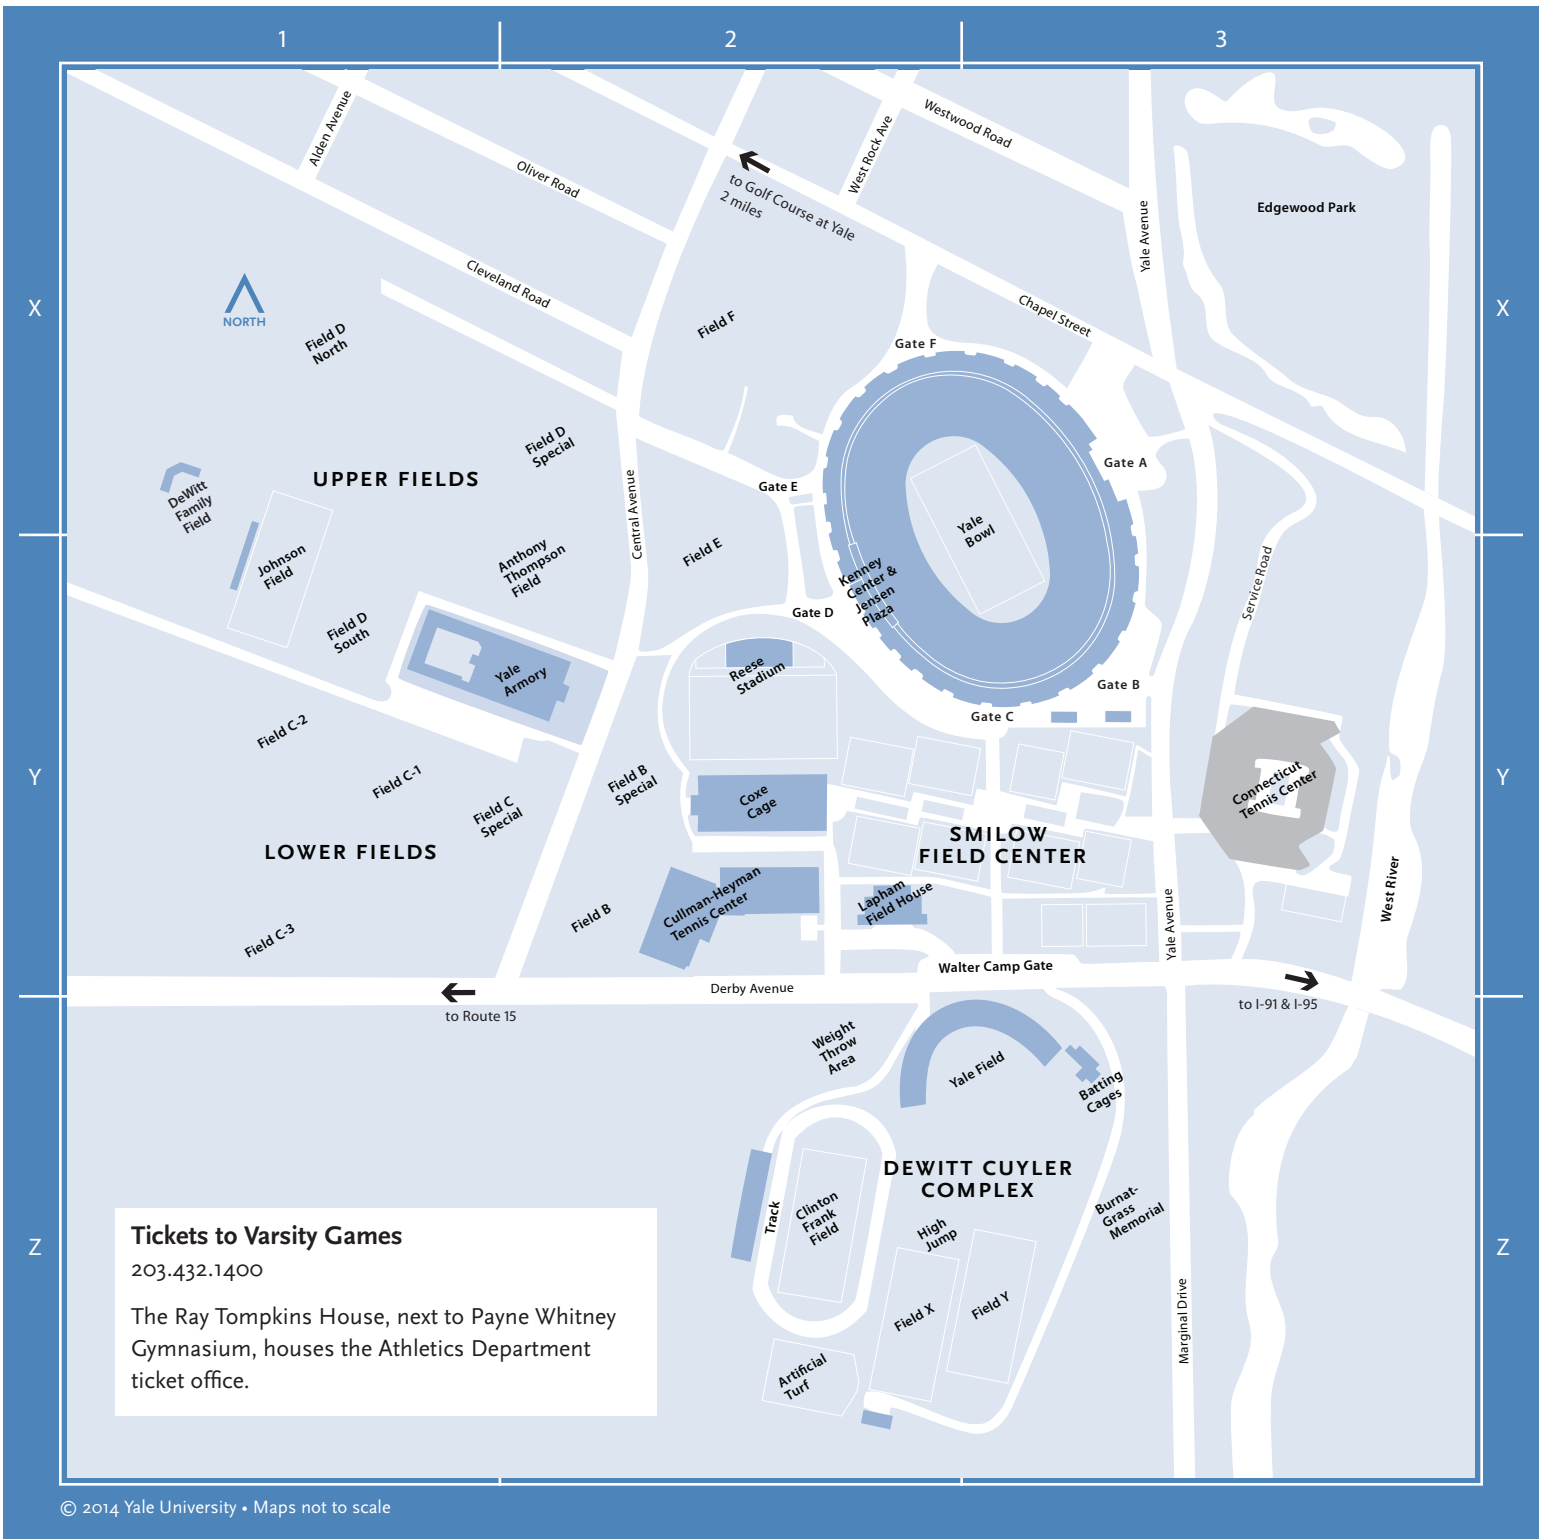 1
2
3
Alden Avenue
Oliver Road
West Rock Ave
Westwood Road
to Golf Course at Yale
2 miles
Yale Avenue
Edgewood Park
Cleveland Road
X
X
NORTH
Field D
North
Field F
Chapel Street
Gate F
Field D
Special
Gate A
UPPER FIELDS
DeWitt
Family
Field
Central Avenue
Gate E
Yale
Bowl
Johnson
Field
Anthony
Thompson
Field
Field E
Kenney
Center &
Jensen
Plaza
Service Road
Gate D
Field D
South
Yale
Armory
Reese
Stadium
Gate B
Gate C
Field C-2
Y
Y
Field C-1
Field B
Special
Coxe
Cage
Connecticut
Tennis Center
Field C
Special
SMILOW
FIELD CENTER
LOWER FIELDS
Cullman-Heyman
Tennis Center
Lapham
Field House
West River
Field B
Yale Avenue
Field C-3
Walter Camp Gate
Derby Avenue
to Route 15
to I-91 & I-95
Weight
Throw
Area
Yale Field
Batting
Cages
DEWITT CUYLER
COMPLEX
Track
Clinton
Frank
Field
High
Jump
Burnat-
Grass
Memorial
Z
Z
Field X
Field Y
Marginal Drive
Artificial
Turf
Tickets to Varsity Games
203.432.1400
The Ray Tompkins House, next to Payne Whitney
Gymnasium, houses the Athletics Department
ticket office.
© 2014 Yale University • Maps not to scale